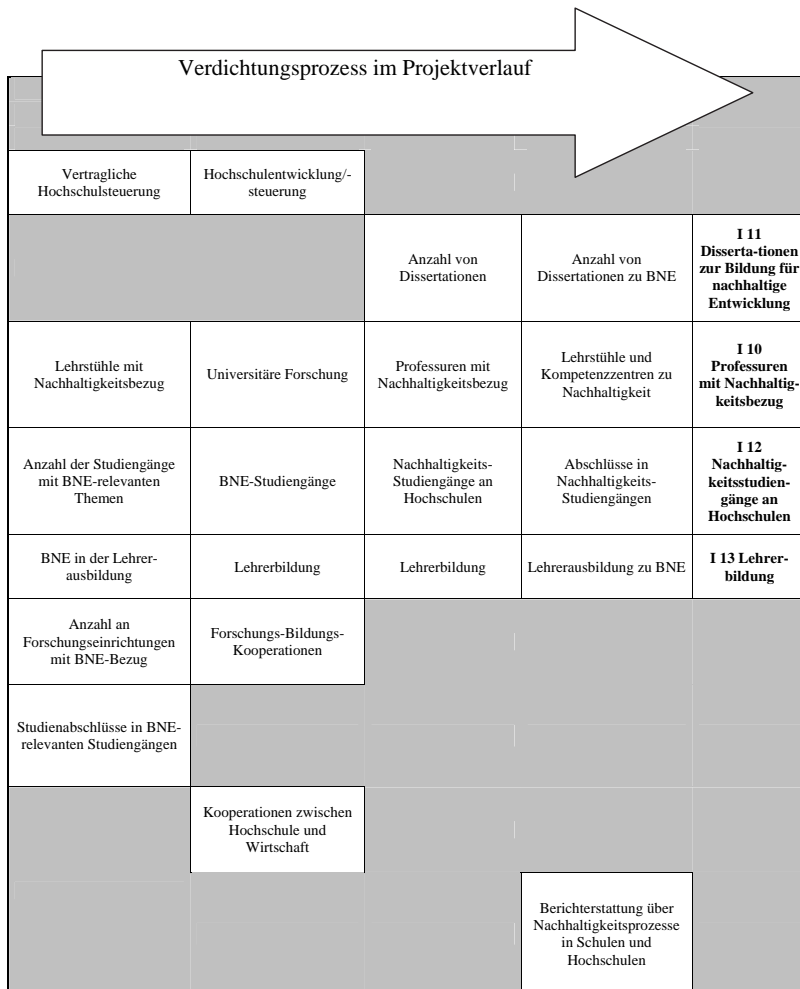 Verdichtungsprozess im Projektverlauf
Vertragliche
Hochschulsteuerung
Hochschulentwicklung/-
steuerung
Anzahl von
Dissertationen
Anzahl von
Dissertationen zu BNE
I 11
Disserta-tionen
zur Bildung für
nachhaltige
Entwicklung
Lehrstühle mit
Nachhaltigkeitsbezug
Universitäre Forschung
Professuren mit
Nachhaltigkeitsbezug
Lehrstühle und
Kompetenzzentren zu
Nachhaltigkeit
I 10
Professuren
mit Nachhaltig-
keitsbezug
Anzahl der Studiengänge
mit BNE-relevanten
Themen
BNE-Studiengänge
Nachhaltigkeits-
Studiengänge an
Hochschulen
Abschlüsse in
Nachhaltigkeits-
Studiengängen
I 12
Nachhaltig-
keitsstudien-
gänge an
Hochschulen
BNE in der Lehrer-
ausbildung
Lehrerbildung
Lehrerbildung
Lehrerausbildung zu BNE
I 13 Lehrer-
bildung
Anzahl an
Forschungseinrichtungen
mit BNE-Bezug
Forschungs-Bildungs-
Kooperationen
Studienabschlüsse in BNE-
relevanten Studiengängen
Kooperationen zwischen
Hochschule und
Wirtschaft
Berichterstattung über
Nachhaltigkeitsprozesse
in Schulen und
Hochschulen